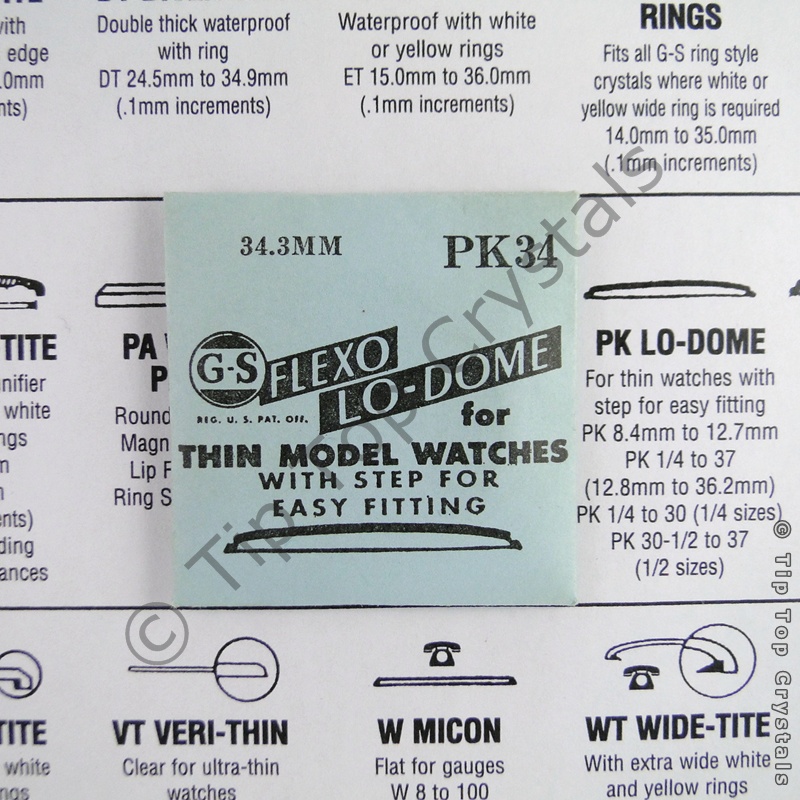 with
edge
Double thick waterproof
with ring
DT 24.5mm to 34.9mm
(.1mm increments)
Waterproof with white
or yellow rings
ET 15.0mm to 36.0mm
(.1mm increments)
RINGS
Fits all G-S ring style
crystals where white or
yellow wide ring is required
14.0mm to 35.0mm
(.1mm increments)
34.3MM
PK34
G-S
FLEXO
LO-DOME
REG. U. S. PAT. OFF.
for
THIN MODEL WATCHES
WITH STEP FOR
EASY FITTING
TITE
white
PA
Round
Magn
Lip F
Ring S
PK LO-DOME
For thin watches with
step for easy fitting
PK 8.4mm to 12.7mm
PK 1/4 to 37
(12.8mm to 36.2mm)
PK 1/4 to 30 (1/4 sizes)
PK 30-1/2 to 37
(1/2 sizes)
TITE
white
VT VERI-THIN
Clear for ultra-thin
watches
W MICON
Flat for gauges
W 8 to 100
WT WIDE-TITE
With extra wide white
and yellow rings
© Tip Top Crystals
© Tip Top Crystals